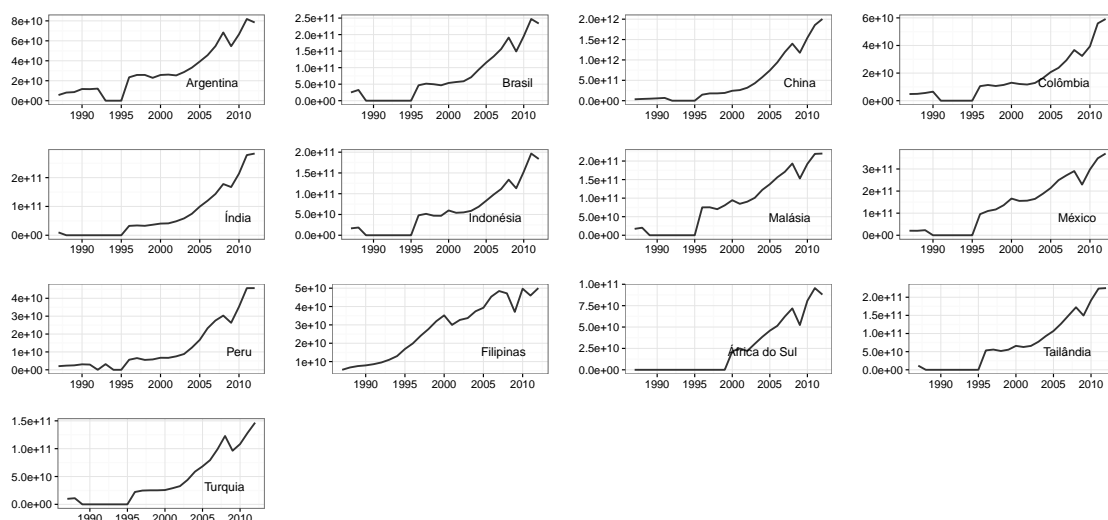 8e+10
6e+10
4e+10
2e+10
0e+00
Argentina
1990 1995 2000 2005 2010
2.5e+11
2.0e+11
1.5e+11
1.0e+11
5.0e+10
0.0e+00
Brasil
1990 1995 2000 2005 2010
2.0e+12
1.5e+12
1.0e+12
5.0e+11
0.0e+00
China
1990 1995 2000 2005 2010
6e+10
4e+10
2e+10
0e+00
Colômbia
1990 1995 2000 2005 2010
2e+11
1e+11
0e+00
Índia
1990 1995 2000 2005 2010
2.0e+11
1.5e+11
1.0e+11
5.0e+10
0.0e+00
Indonésia
1990 1995 2000 2005 2010
2.0e+11
1.5e+11
1.0e+11
5.0e+10
0.0e+00
Malásia
1990 1995 2000 2005 2010
3e+11
2e+11
1e+11
0e+00
México
1990 1995 2000 2005 2010
4e+10
3e+10
2e+10
1e+10
0e+00
Peru
1990 1995 2000 2005 2010
5e+10
4e+10
3e+10
2e+10
1e+10
Filipinas
1990 1995 2000 2005 2010
1.0e+11
7.5e+10
5.0e+10
2.5e+10
0.0e+00
África do Sul
1990 1995 2000 2005 2010
2.0e+11
1.5e+11
1.0e+11
5.0e+10
0.0e+00
Tailândia
1990 1995 2000 2005 2010
1.5e+11
1.0e+11
5.0e+10
0.0e+00
Turquia
1990 1995 2000 2005 2010